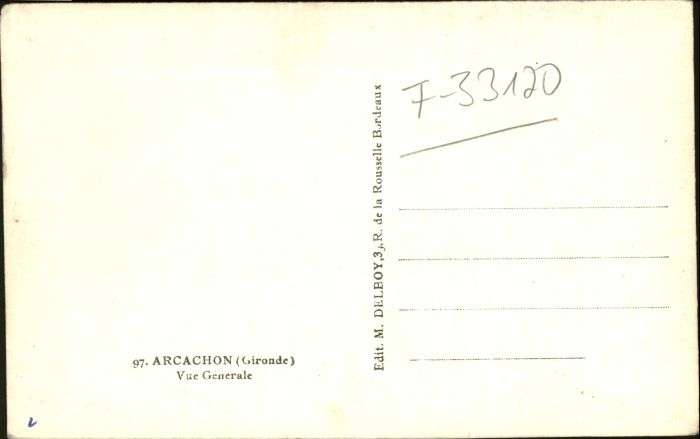 F-33120
Edit. M. DELBOY, 3, R. de la Rousselle Bordeaux
97. ARCACHON (Gironde)
Vue Generale